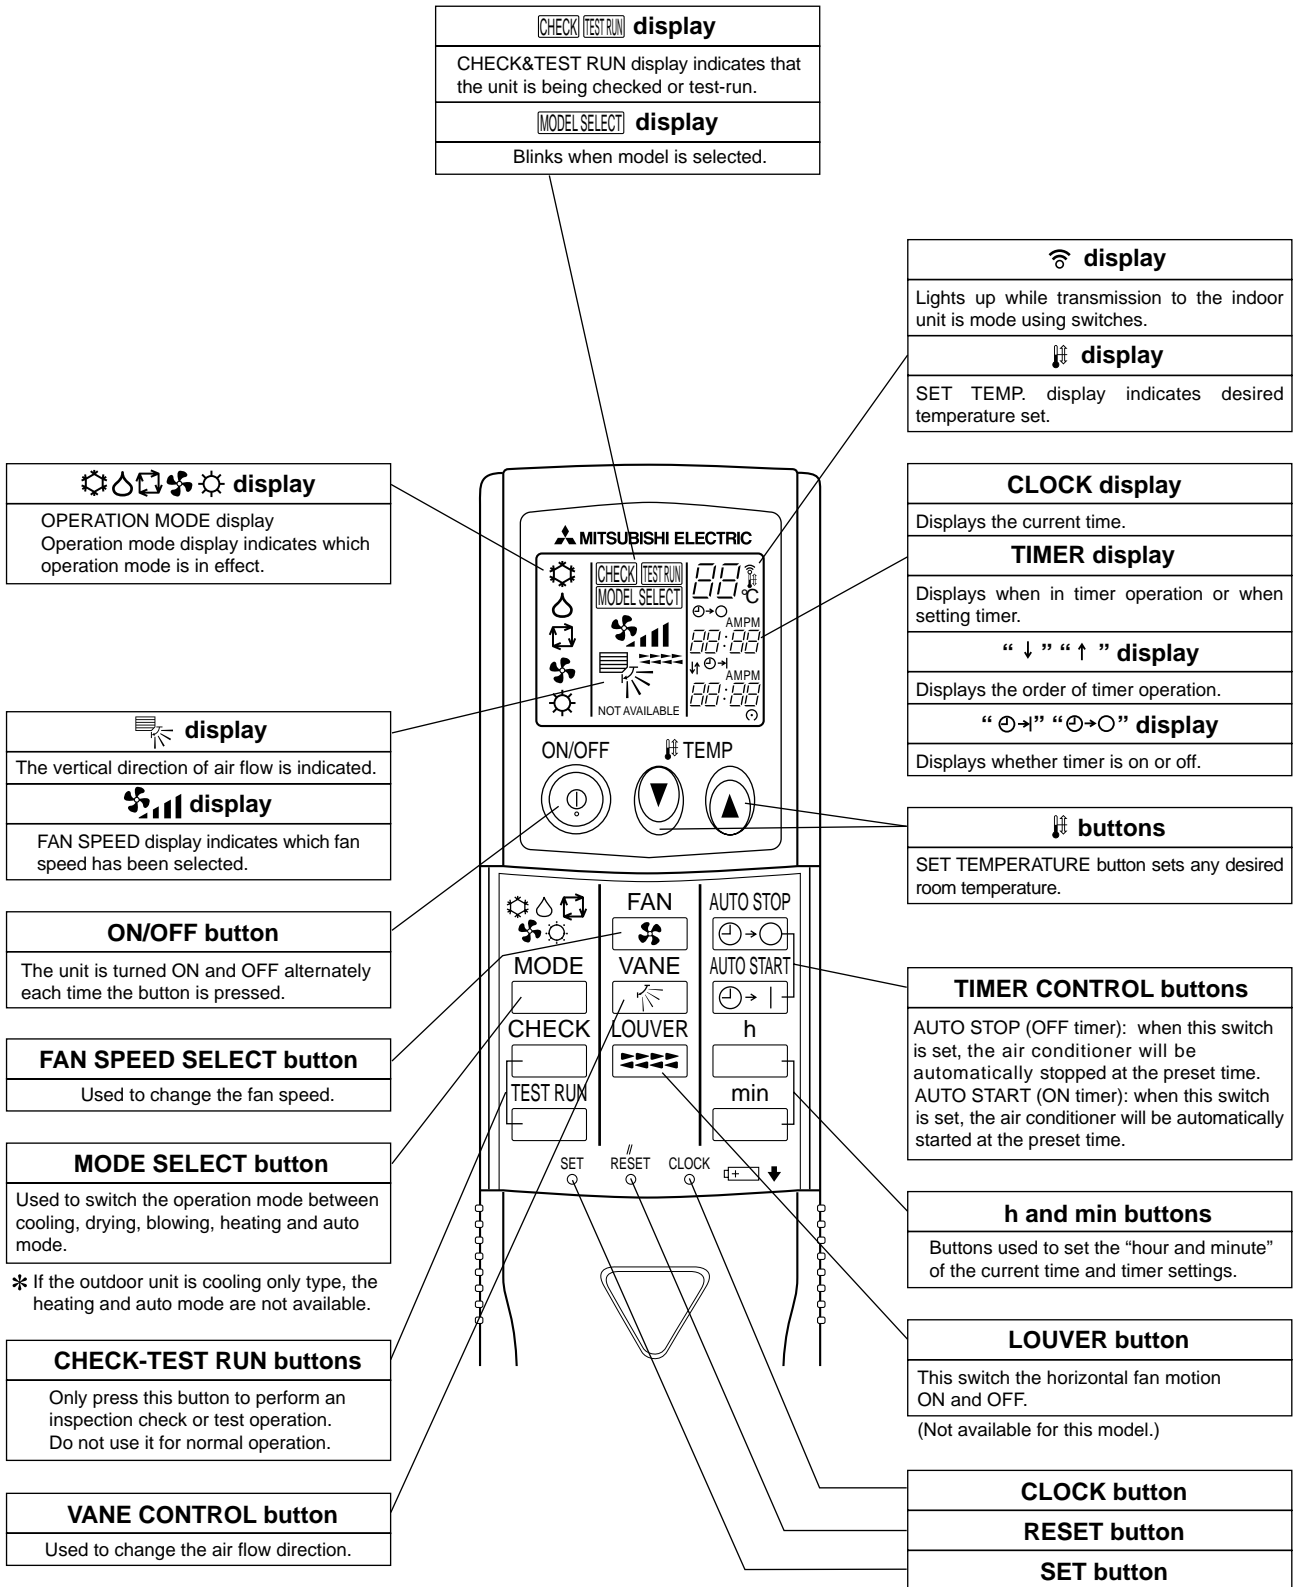 CHECK TEST RUN display
CHECK&TEST RUN display indicates that
the unit is being checked or test-run.
MODEL SELECT display
Blinks when model is selected.
display
Lights up while transmission to the indoor
unit is mode using switches.
display
SET TEMP. display indicates desired
temperature set.
display
OPERATION MODE display
Operation mode display indicates which
operation mode is in effect.
CLOCK display
Displays the current time.
TIMER display
Displays when in timer operation or when
setting timer.
“ ↓ ” “ ↑ ” display
Displays the order of timer operation.
“ ” “ ” display
Displays whether timer is on or off.
display
The vertical direction of air flow is indicated.
display
FAN SPEED display indicates which fan
speed has been selected.
buttons
SET TEMPERATURE button sets any desired
room temperature.
ON/OFF button
The unit is turned ON and OFF alternately
each time the button is pressed.
FAN SPEED SELECT button
Used to change the fan speed.
MODE SELECT button
Used to switch the operation mode between
cooling, drying, blowing, heating and auto
mode.
✻ If the outdoor unit is cooling only type, the
heating and auto mode are not available.
CHECK-TEST RUN buttons
Only press this button to perform an
inspection check or test operation.
Do not use it for normal operation.
VANE CONTROL button
Used to change the air flow direction.
MITSUBISHI ELECTRIC
CHECK TEST RUN
MODEL SELECT
88 °C
AMPM
88:88
AMPM
88:88
NOT AVAILABLE
ON/OFF TEMP
FAN AUTO STOP
MODE VANE AUTO START
CHECK LOUVER h
TEST RUN min
SET RESET CLOCK
TIMER CONTROL buttons
AUTO STOP (OFF timer): when this switch
is set, the air conditioner will be
automatically stopped at the preset time.
AUTO START (ON timer): when this switch
is set, the air conditioner will be automatically
started at the preset time.
h and min buttons
Buttons used to set the “hour and minute”
of the current time and timer settings.
LOUVER button
This switch the horizontal fan motion
ON and OFF.
(Not available for this model.)
CLOCK button
RESET button
SET button